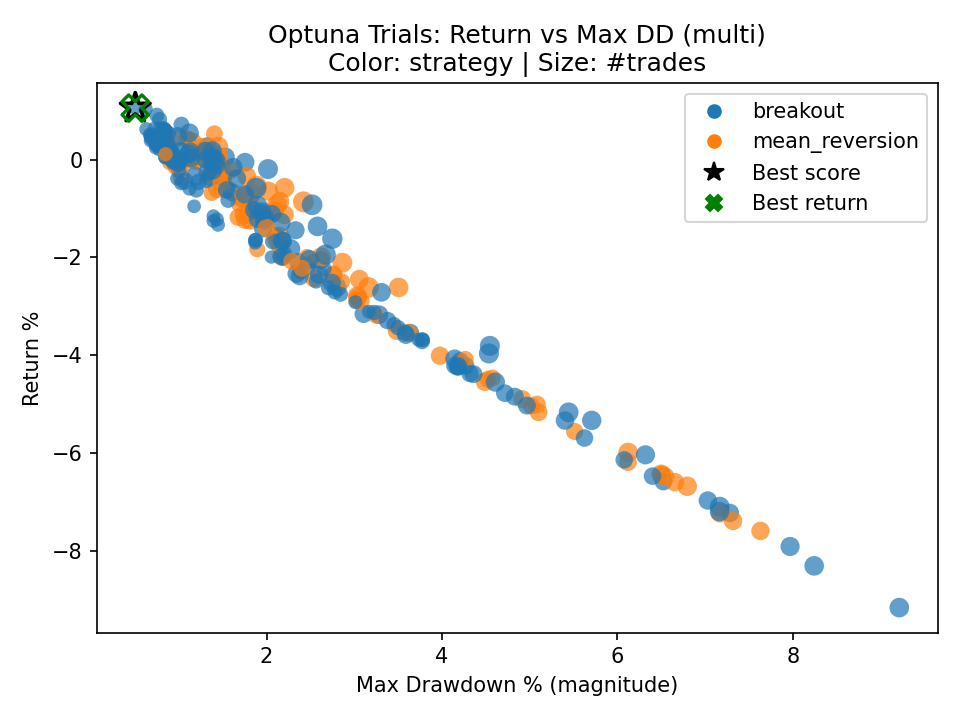 Optuna Trials: Return vs Max DD (multi)
Color: strategy | Size: #trades
breakout
mean_reversion
Best score
Best return
0
−2
−4
−6
−8
Return %
2
4
6
8
Max Drawdown % (magnitude)